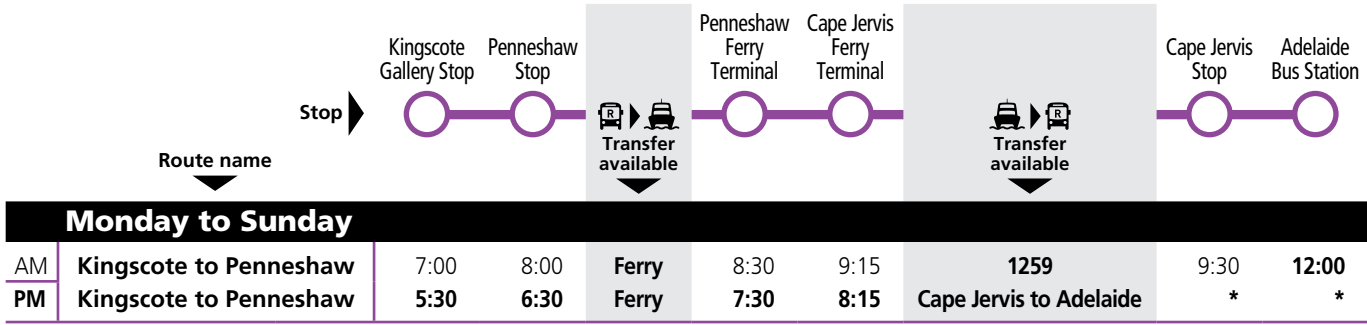 Kingscote
Gallery Stop
Penneshaw
Stop
Penneshaw
Ferry
Terminal
Cape Jervis
Ferry
Terminal
Cape Jervis
Stop
Adelaide
Bus Station
Stop
R
Transfer
available
R
Transfer
available
Route name
Monday to Sunday
AM Kingscote to Penneshaw 7:00 8:00 Ferry 8:30 9:15 1259 9:30 12:00
PM Kingscote to Penneshaw 5:30 6:30 Ferry 7:30 8:15 Cape Jervis to Adelaide * *